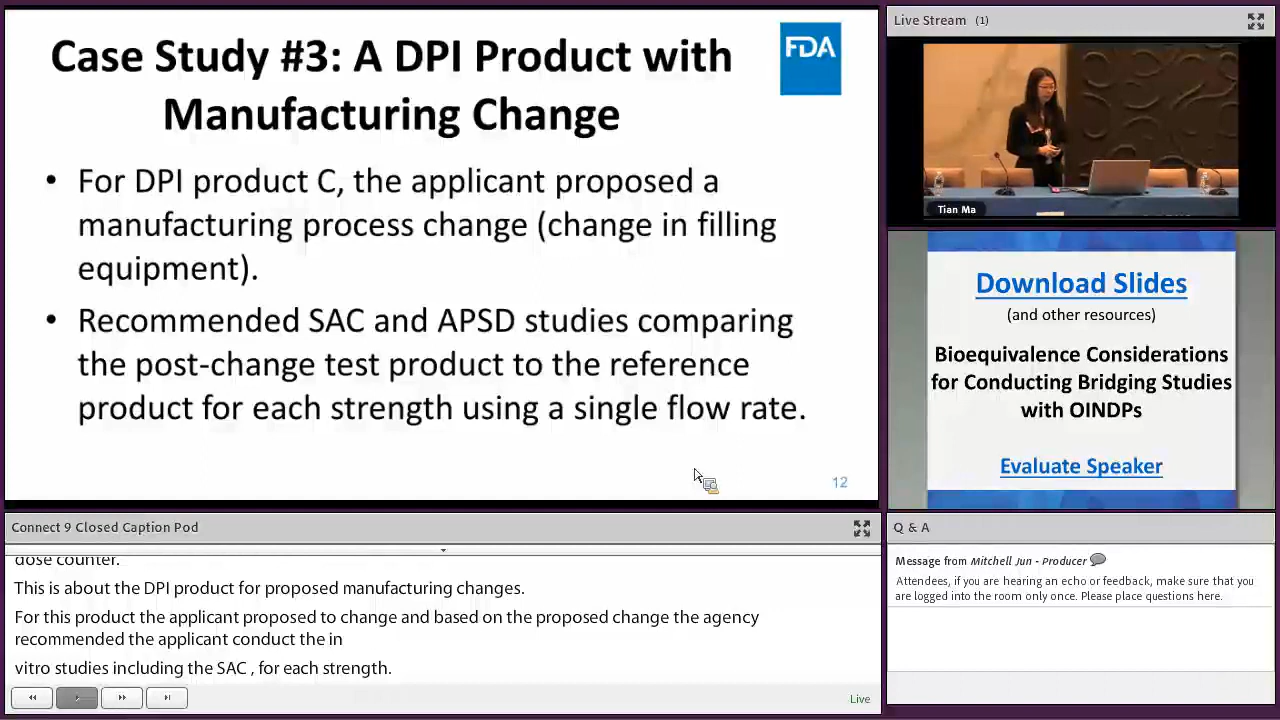 Case Study #3: A DPI Product with
Manufacturing Change
FDA
• For DPI product C, the applicant proposed a
manufacturing process change (change in filling
equipment).
• Recommended SAC and APSD studies comparing
the post-change test product to the reference
product for each strength using a single flow rate.
12
Live Stream (1)
Tian Ma
Download Slides
(and other resources)
Bioequivalence Considerations
for Conducting Bridging Studies
with OINDPs
Evaluate Speaker
Connect 9 Closed Caption Pod
dose counter.
This is about the DPI product for proposed manufacturing changes.
For this product the applicant proposed to change and based on the proposed change the agency
recommended the applicant conduct the in
vitro studies including the SAC , for each strength.
Live
Q & A
Message from Mitchell Jun - Producer
Attendees, if you are hearing an echo or feedback, make sure that you
are logged into the room only once. Please place questions here.